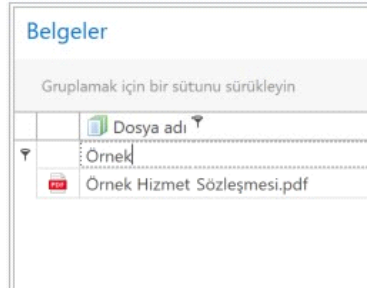 Belgeler
Gruplamak için bir sütunu sürükleyin
Dosya adı
Örnek
PDF
Örnek Hizmet Sözleşmesi.pdf